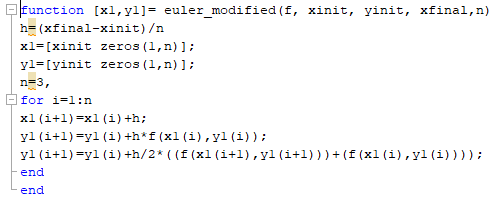 function [x1,y1]= euler_modified(f, xinit, yinit, xfinal,n)
h=(xfinal-xinit)/n
x1=[xinit zeros(1,n)];
y1=[yinit zeros(1,n)];
n=3,
for i=1:n
x1(i+1)=x1(i)+h;
y1(i+1)=y1(i)+h*f(x1(i),y1(i));
y1(i+1)=y1(i)+h/2*((f(x1(i+1),y1(i+1)))+(f(x1(i),y1(i))));
end
end